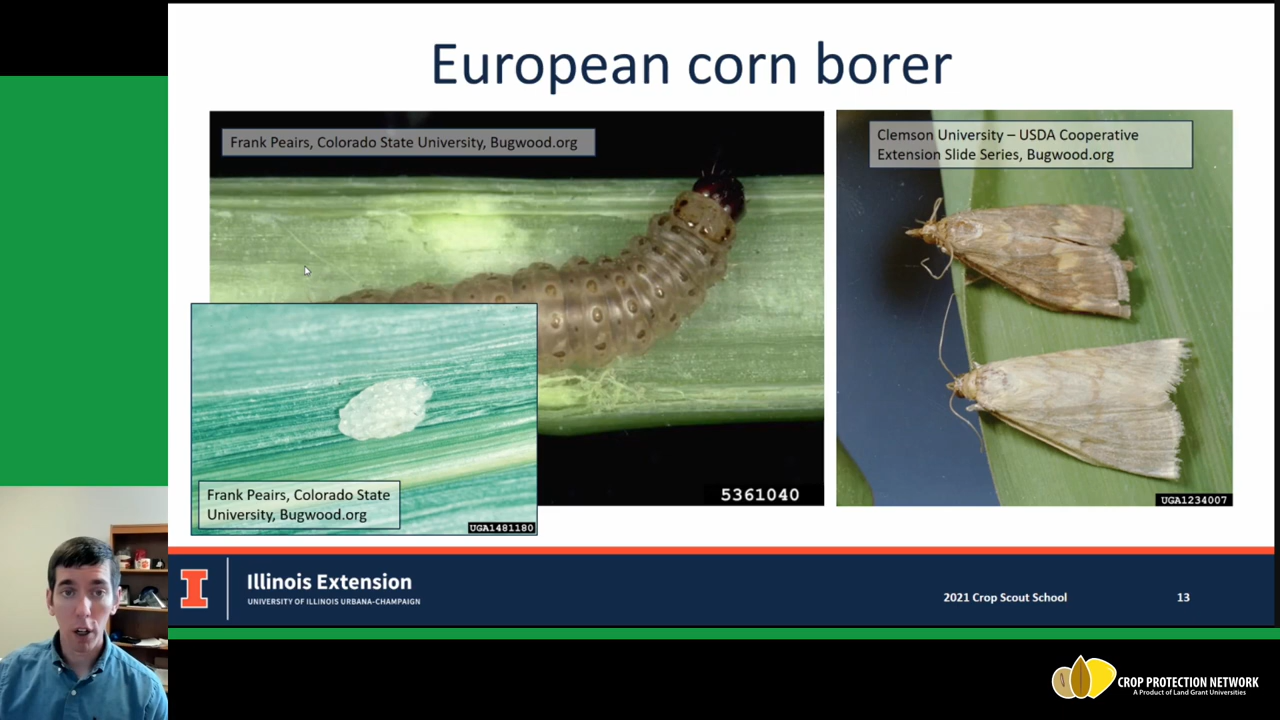 European corn borer
Frank Peairs, Colorado State University, Bugwood.org
Clemson University – USDA Cooperative
Extension Slide Series, Bugwood.org
5361040
UGA1234007
Frank Peairs, Colorado State
University, Bugwood.org
UGA1481180
I
Illinois Extension
UNIVERSITY OF ILLINOIS URBANA-CHAMPAIGN
2021 Crop Scout School
13
CROP PROTECTION NETWORK
A Product of Land Grant Universities